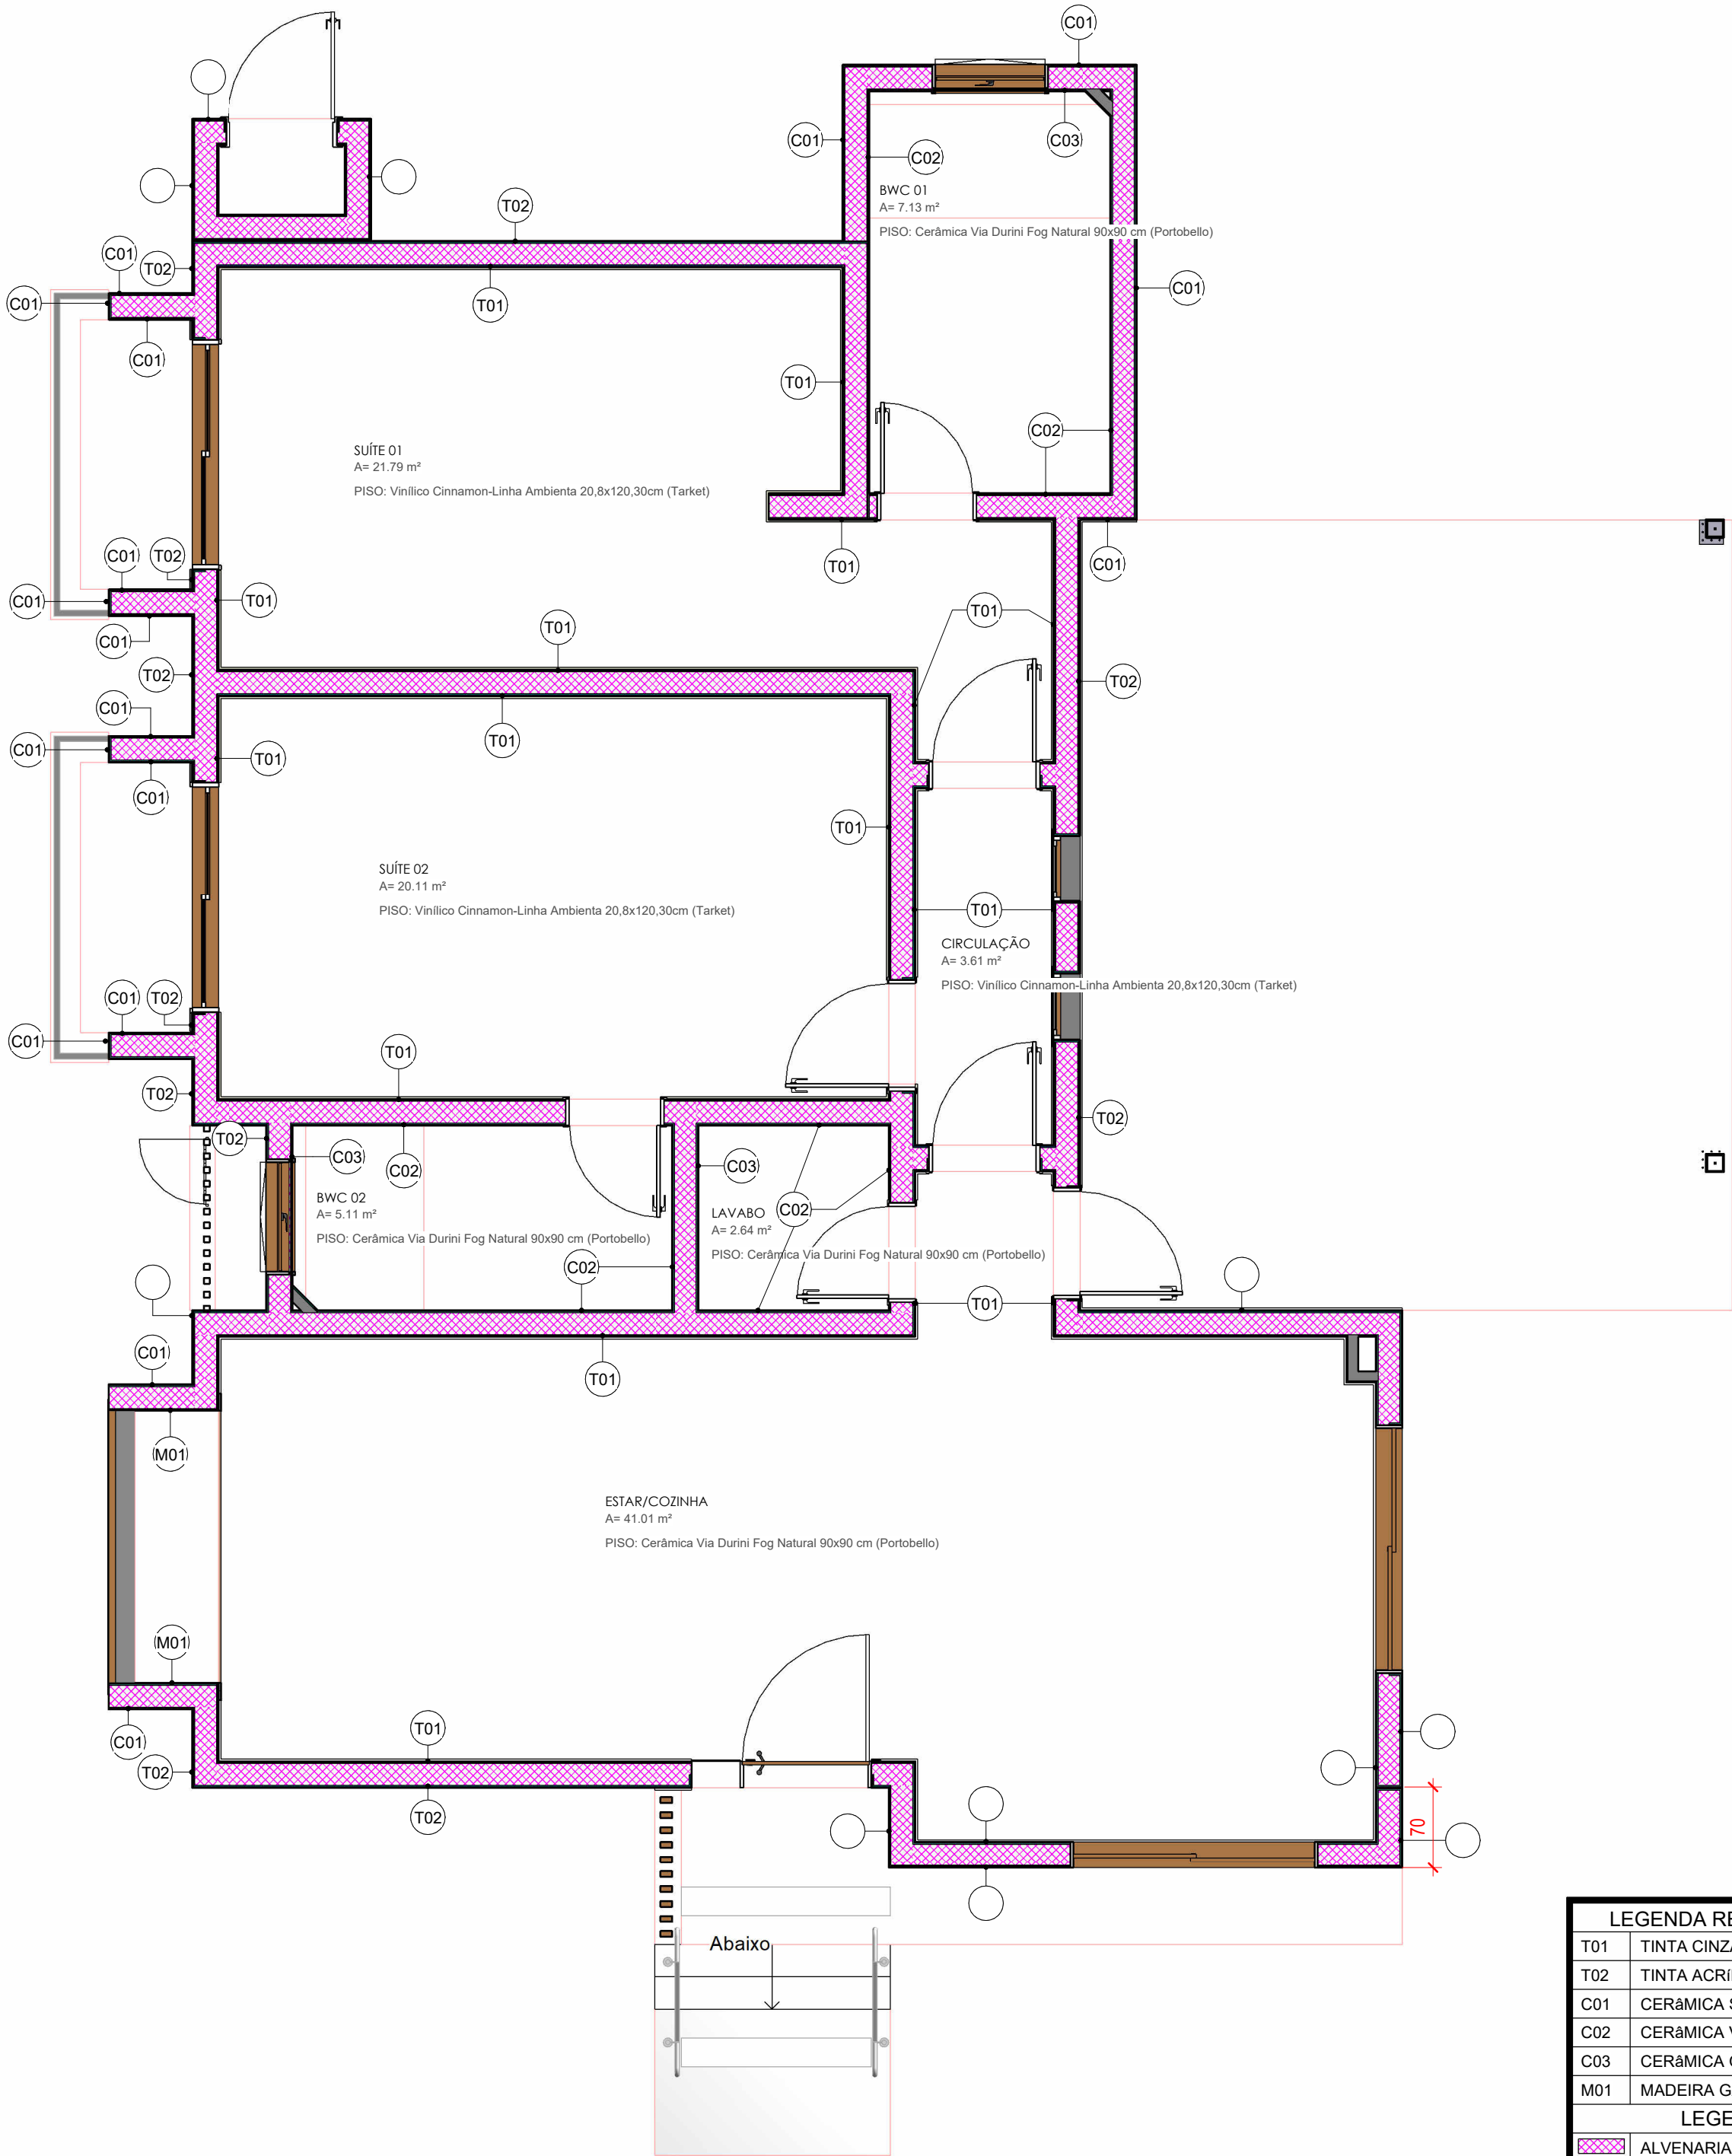 C01
C01
C03
C02
BWC 01
A= 7.13 m²
PISO: Cerâmica Via Durini Fog Natural 90x90 cm (Portobello)
T02
C01
T02
C01
C01
T01
C01
T01
C02
SUÍTE 01
A= 21.79 m²
PISO: Vinílico Cinnamon-Linha Ambienta 20,8x120,30cm (Tarket)
C01
T02
T01
C01
C01
T01
T01
C01
T01
T02
T02
C01
T01
C01
T01
C01
T01
SUÍTE 02
A= 20.11 m²
PISO: Vinílico Cinnamon-Linha Ambienta 20,8x120,30cm (Tarket)
T01
CIRCULAÇÃO
A= 3.61 m²
PISO: Vinílico Cinnamon-Linha Ambienta 20,8x120,30cm (Tarket)
C01
T02
C01
T01
T02
T02
T02
C03
C02
C03
BWC 02
A= 5.11 m²
PISO: Cerâmica Via Durini Fog Natural 90x90 cm (Portobello)
C02
LAVABO
A= 2.64 m²
PISO: Cerâmica Via Durini Fog Natural 90x90 cm (Portobello)
C02
T01
C01
T01
M01
ESTAR/COZINHA
A= 41.01 m²
PISO: Cerâmica Via Durini Fog Natural 90x90 cm (Portobello)
M01
C01
T01
T02
T02
70
Abaixo
LEGENDA RE
T01 TINTA CINZA
T02 TINTA ACRÍ
C01 CERâMICA
C02 CERâMICA
C03 CERâMICA
M01 MADEIRA G
LEGE
ALVENARIA